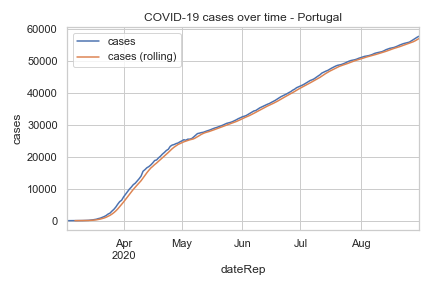 COVID-19 cases over time - Portugal
cases
cases (rolling)
60000
50000
40000
30000
20000
10000
0
cases
Apr
2020
May
Jun
Jul
Aug
dateRep